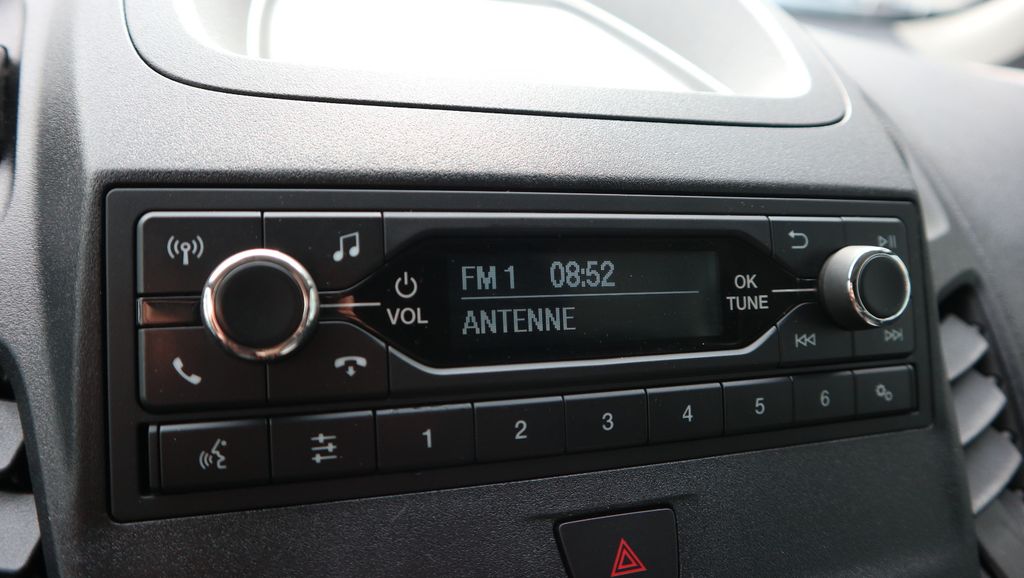 FM 1 08:52
ANTENNE
VOL
OK
TUNE
1 2 3 4 5 6